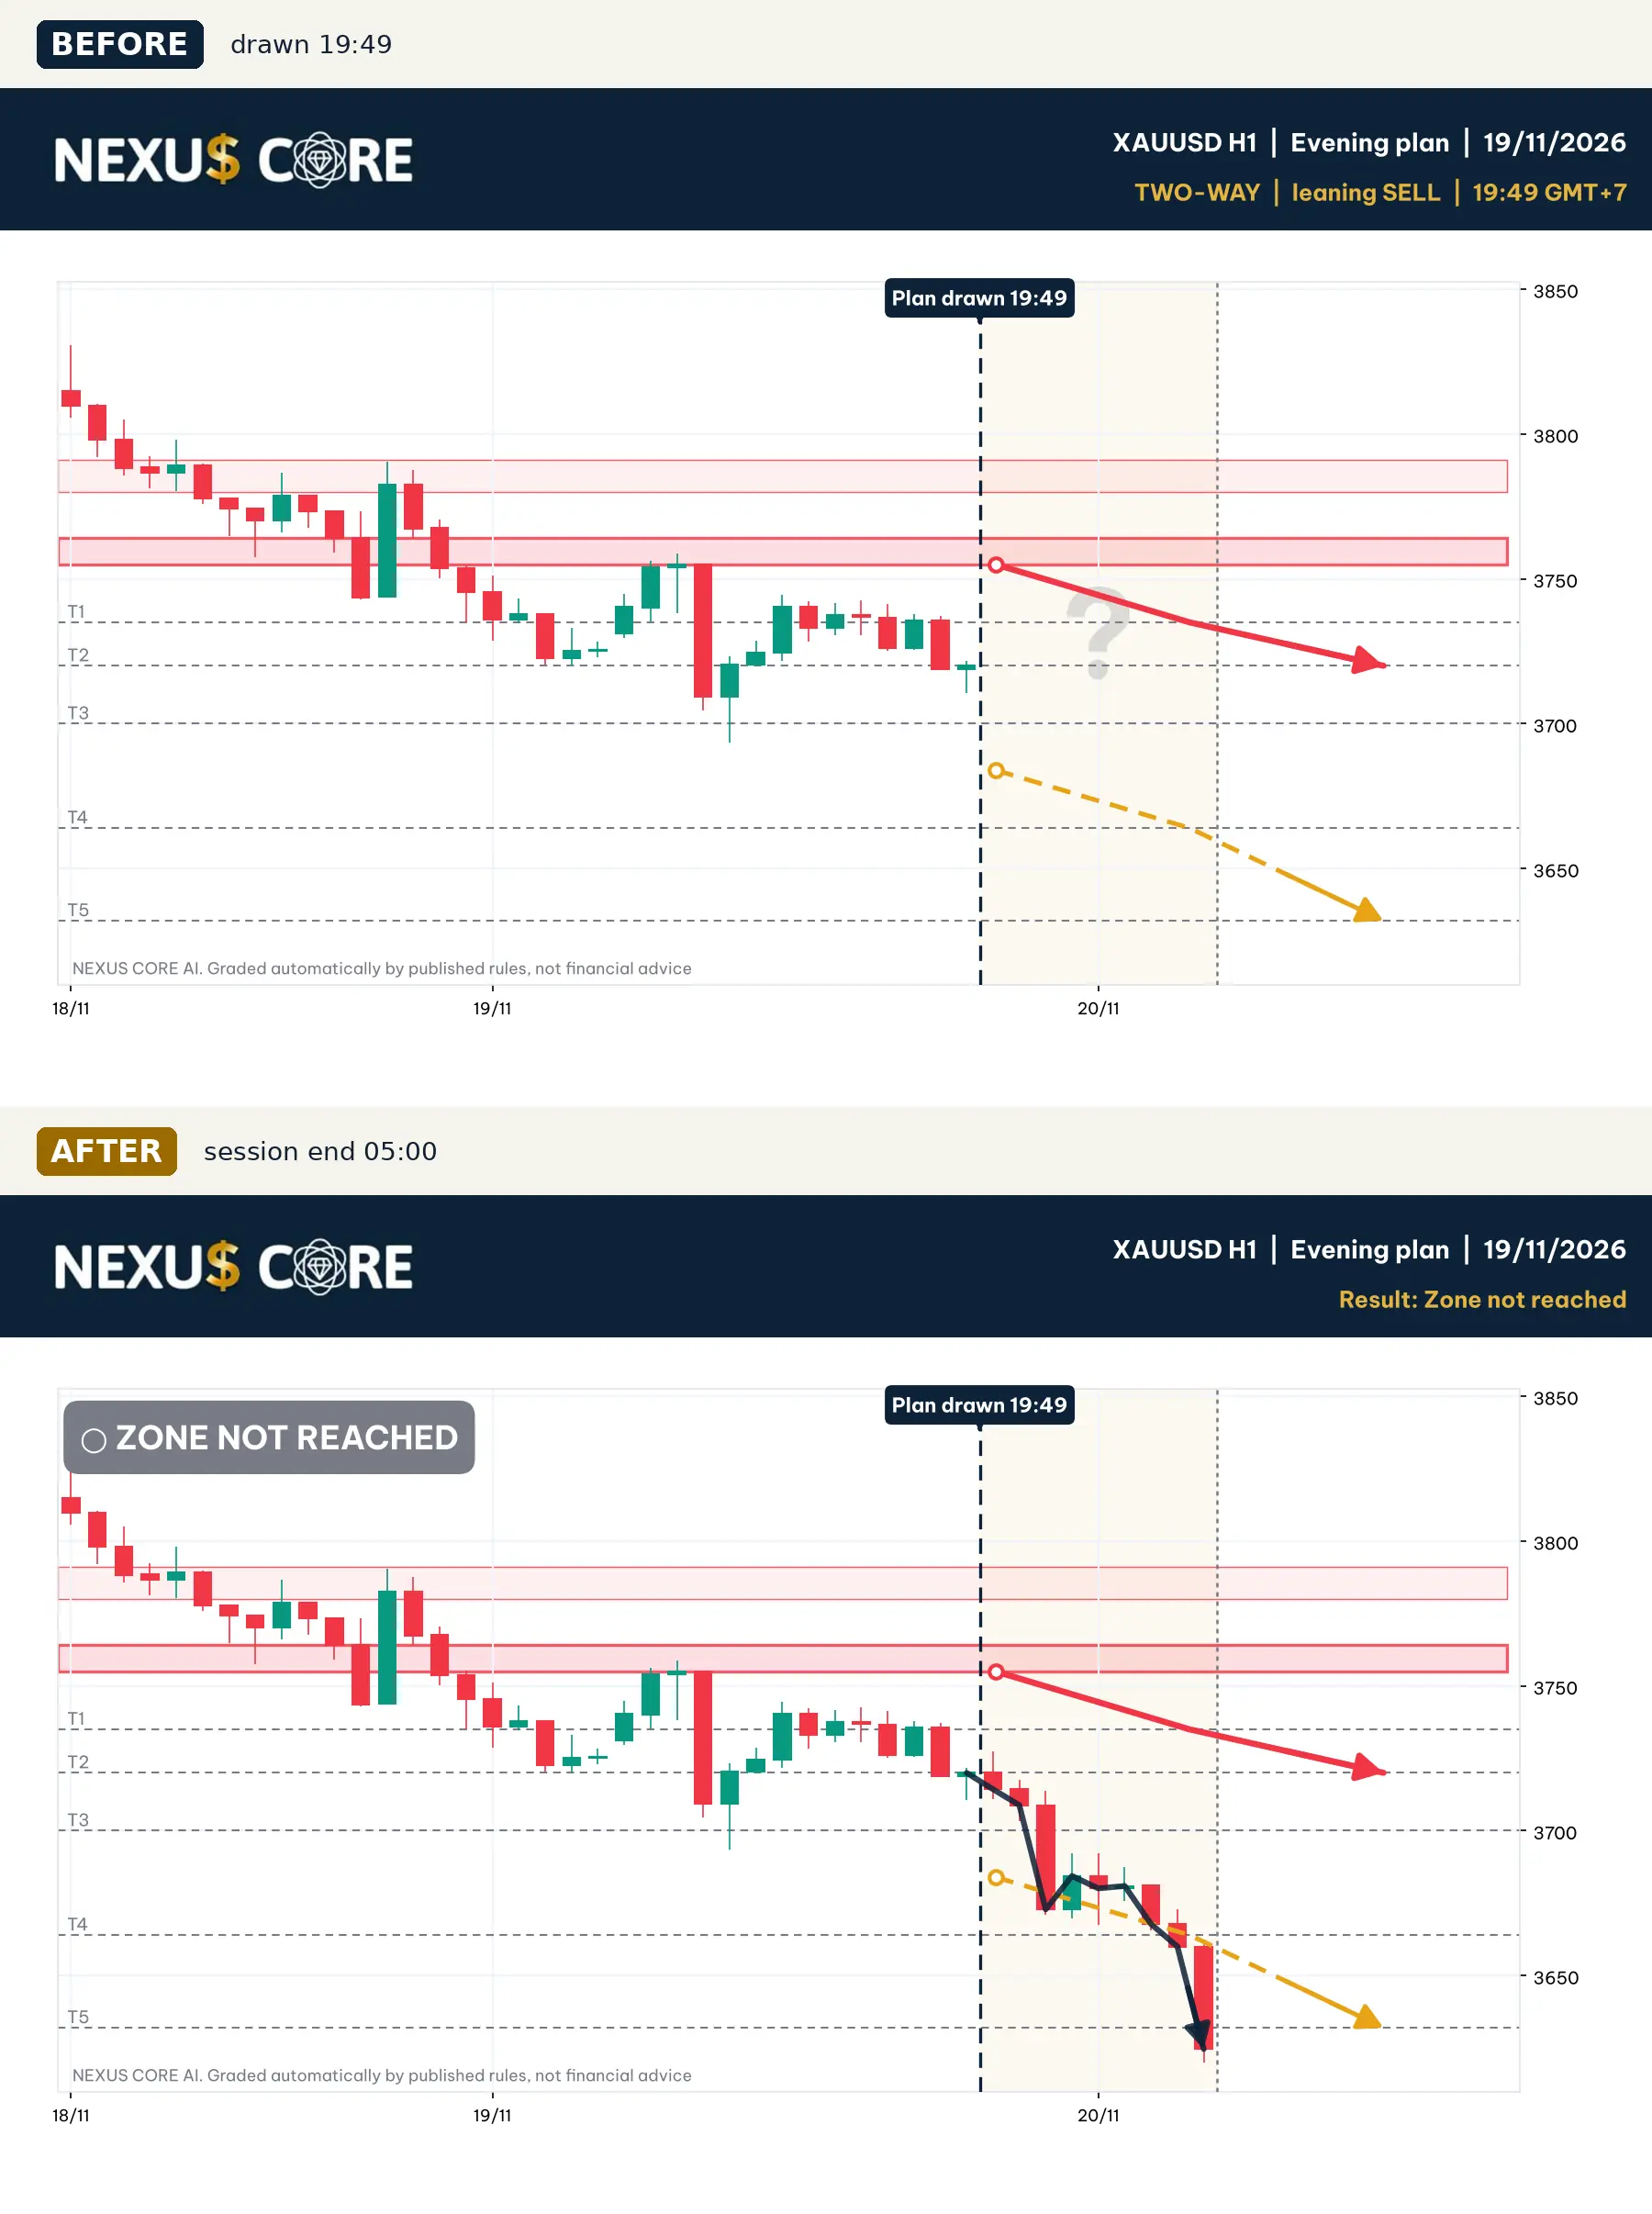 BEFORE drawn 19:49
NEXU$ CORE
XAUUSD H1 | Evening plan | 19/11/2026
TWO-WAY | leaning SELL | 19:49 GMT+7
Plan drawn 19:49
3850
3800
3750
T1
?
T2
T3
3700
T4
3650
T5
NEXUS CORE AI. Graded automatically by published rules, not financial advice
18/11 19/11 20/11
AFTER session end 05:00
NEXU$ CORE
XAUUSD H1 | Evening plan | 19/11/2026
Result: Zone not reached
Plan drawn 19:49
3850
○ ZONE NOT REACHED
3800
3750
T1
T2
T3
3700
T4
3650
T5
NEXUS CORE AI. Graded automatically by published rules, not financial advice
18/11 19/11 20/11